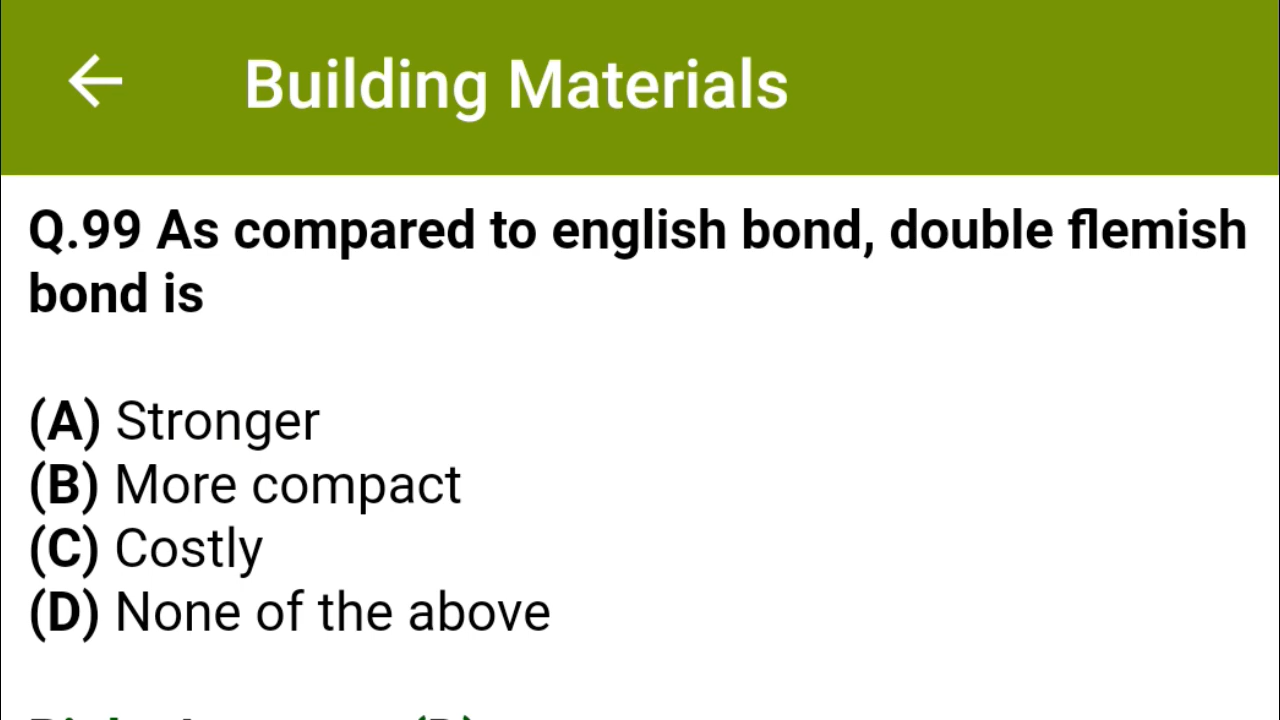 Building Materials
Q.99 As compared to english bond, double flemish
bond is
(A) Stronger
(B) More compact
(C) Costly
(D) None of the above